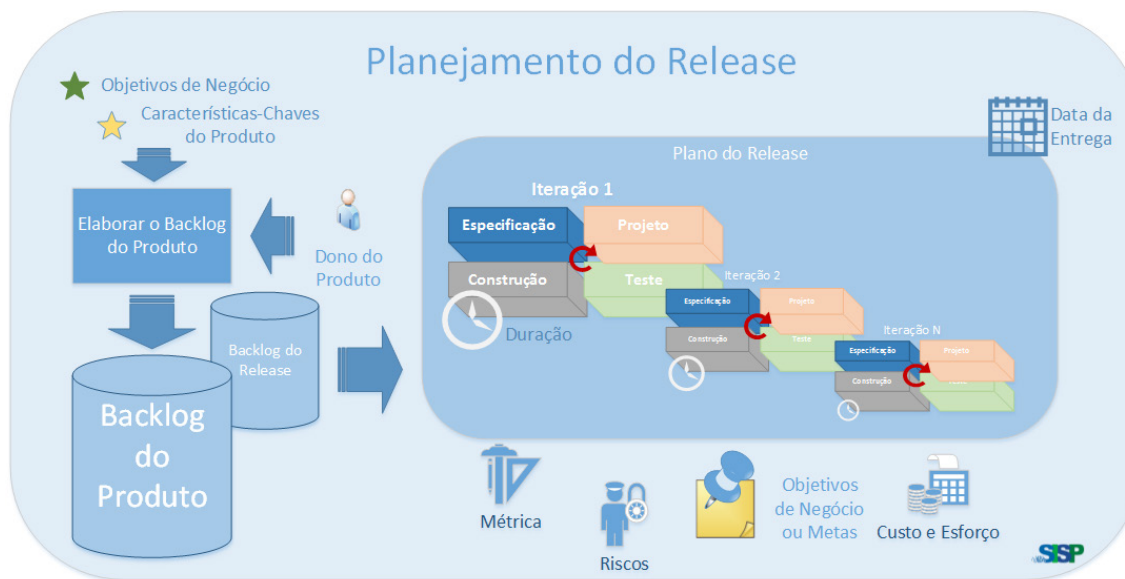 Planejamento do Release
Objetivos de Negócio
Características-Chaves
do Produto
Data da
Entrega
Elaborar o Backlog
do Produto
Dono do
Produto
Backlog do
Release
Backlog
do
Produto
Plano do Release
Iteração 1
Especificação
Projeto
Construção
Teste
Duração
Iteração 2
Especificação
Projeto
Construção
Teste
Iteração N
Especificação
Projeto
Construção
Métrica
Riscos
Objetivos
de Negócio
ou Metas
Custo e Esforço
SISP